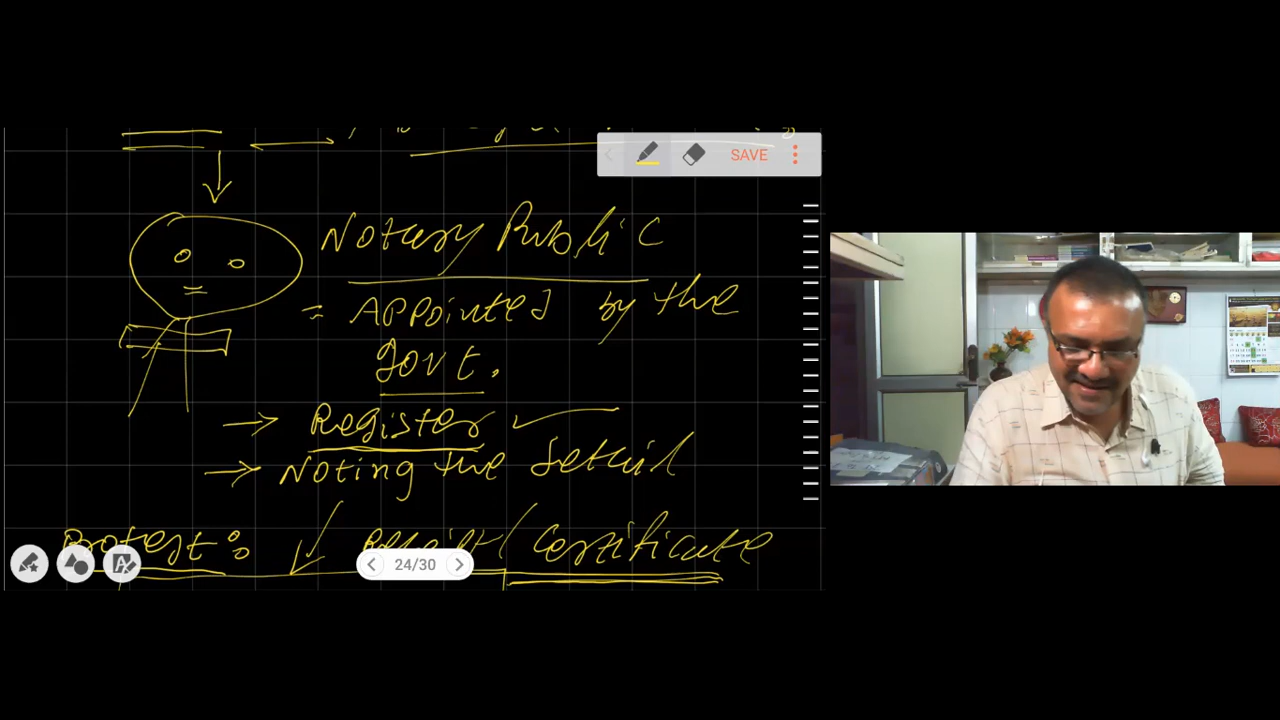 SAVE
Notary Public
= Appointed by the
Govt.
→ Register ✓
→ Noting the Detail
Protest:
Certificate
24/30